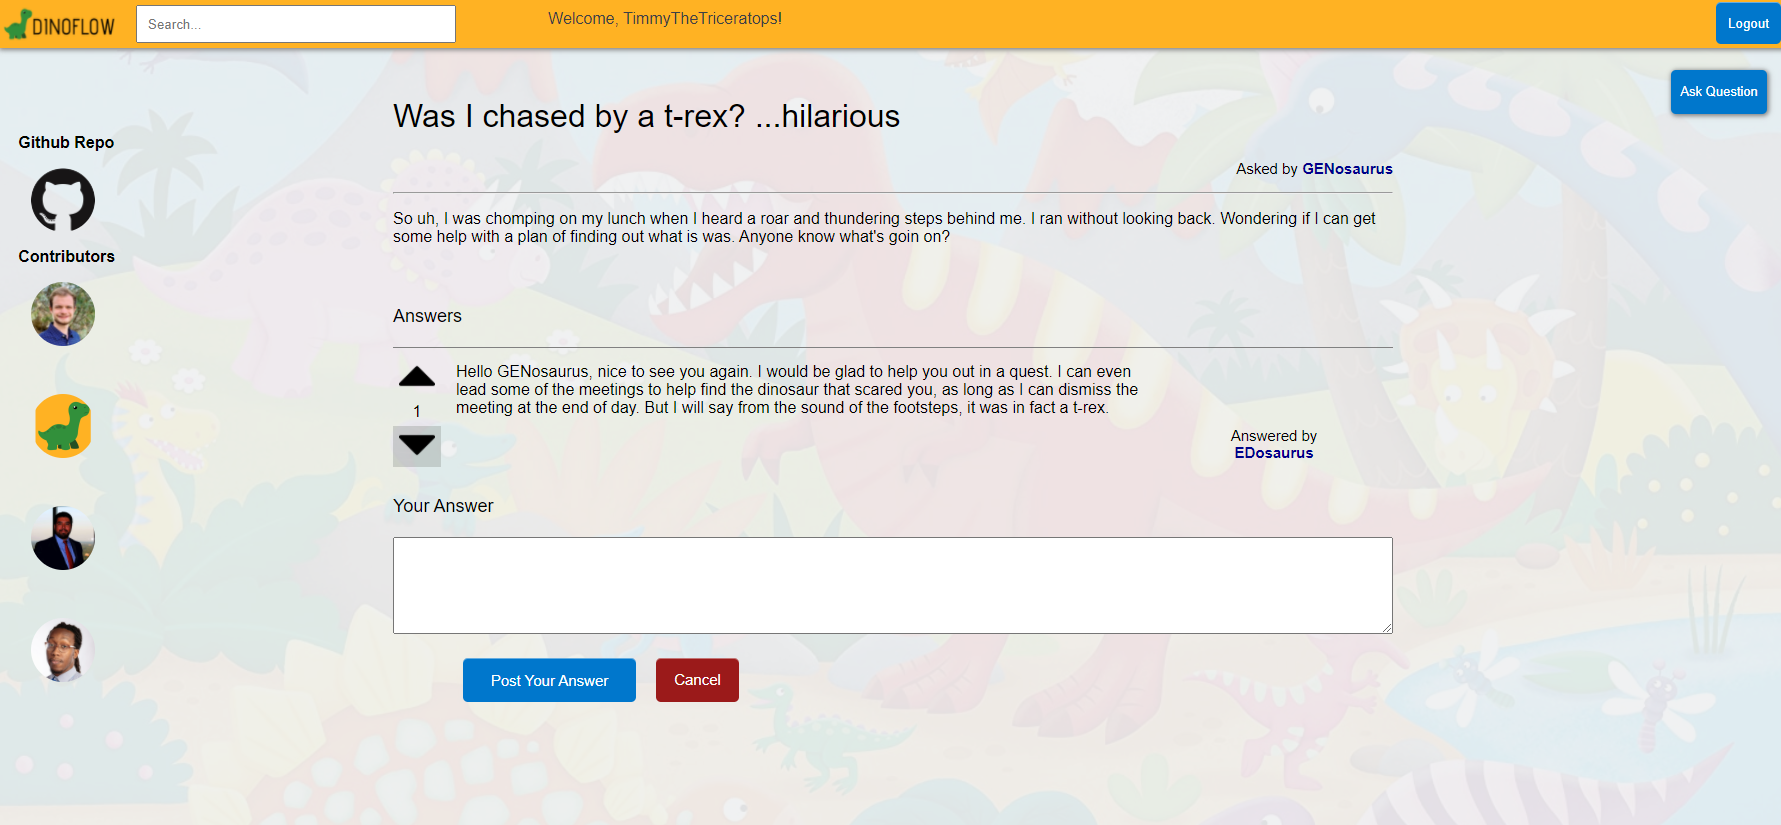 DINOFLOW
Search...
Welcome, TimmyTheTriceratops!
Logout
Ask Question
Github Repo
Contributors
Was I chased by a t-rex? ...hilarious
Asked by GENosaurus
So uh, I was chomping on my lunch when I heard a roar and thundering steps behind me. I ran without looking back. Wondering if I can get
some help with a plan of finding out what is was. Anyone know what's goin on?
Answers
Hello GENosaurus, nice to see you again. I would be glad to help you out in a quest. I can even
lead some of the meetings to help find the dinosaur that scared you, as long as I can dismiss the
meeting at the end of day. But I will say from the sound of the footsteps, it was in fact a t-rex.
1
Answered by
EDosaurus
Your Answer
Post Your Answer
Cancel